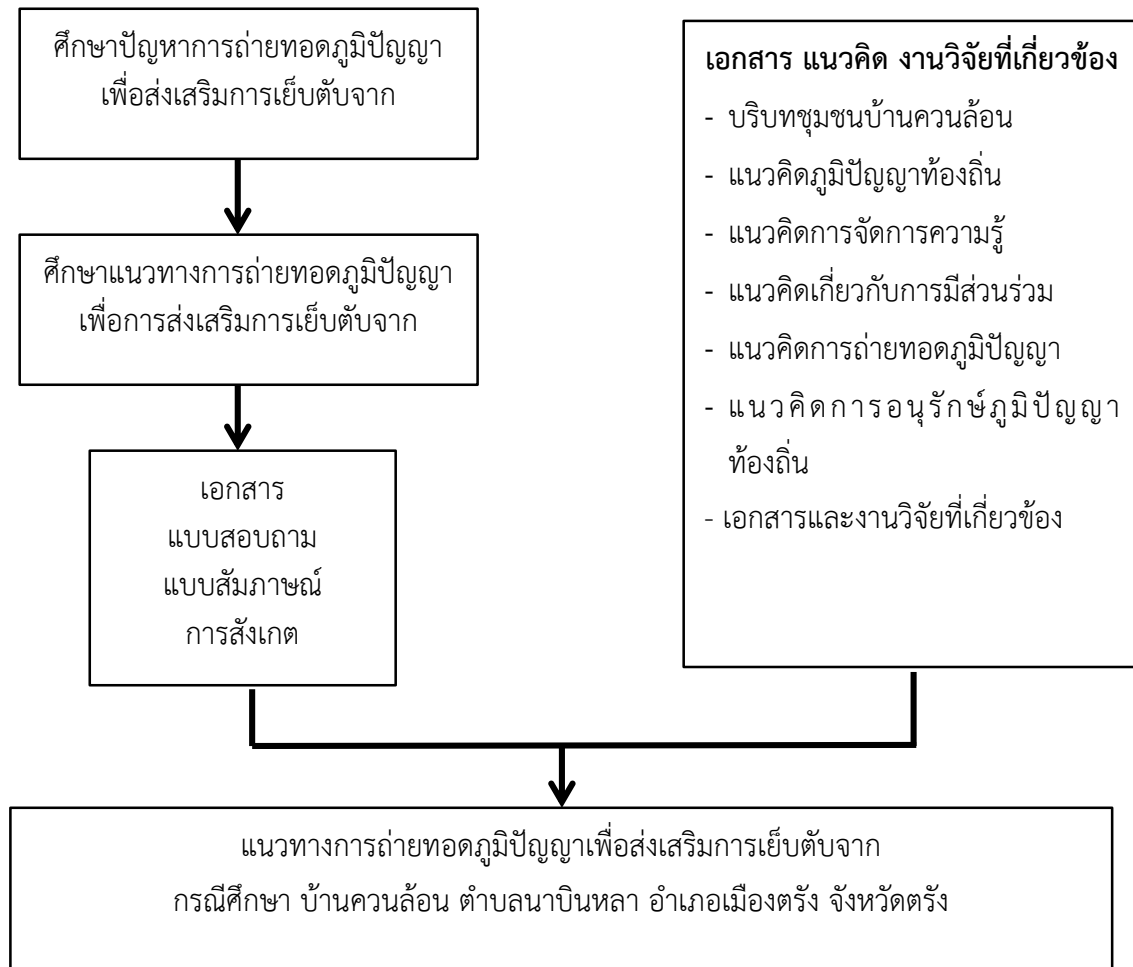 ศึกษาปัญหาการถ่ายทอดภูมิปัญญา
เพื่อส่งเสริมการเย็บตับจาก
ศึกษาแนวทางการถ่ายทอดภูมิปัญญา
เพื่อการส่งเสริมการเย็บตับจาก
เอกสาร
แบบสอบถาม
แบบสัมภาษณ์
การสังเกต
เอกสาร แนวคิด งานวิจัยที่เกี่ยวข้อง
- บริบทชุมชนบ้านควนล้อน
- แนวคิดภูมิปัญญาท้องถิ่น
- แนวคิดการจัดการความรู้
- แนวคิดเกี่ยวกับการมีส่วนร่วม
- แนวคิดการถ่ายทอดภูมิปัญญา
- แนวคิดการอนุรักษ์ภูมิปัญญา
ท้องถิ่น
- เอกสารและงานวิจัยที่เกี่ยวข้อง
แนวทางการถ่ายทอดภูมิปัญญาเพื่อส่งเสริมการเย็บตับจาก
กรณีศึกษา บ้านควนล้อน ตำบลนาบินหลา อำเภอเมืองตรัง จังหวัดตรัง